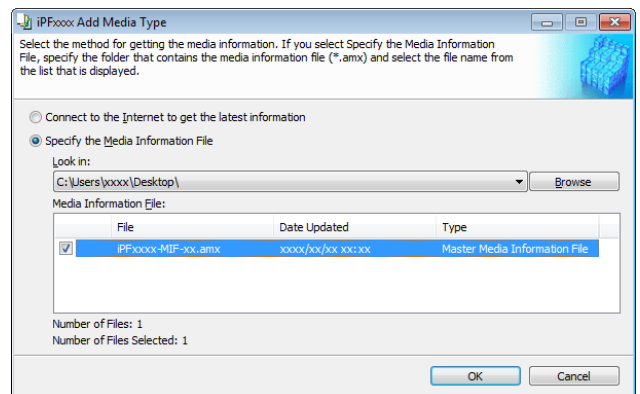 iPFxxxx Add Media Type
Select the method for getting the media information. If you select Specify the Media Information
File, specify the folder that contains the media information file (*.amx) and select the file name from
the list that is displayed.
Connect to the Internet to get the latest information
Specify the Media Information File
Look in:
C:\Users\xxxx\Desktop\
Browse
Media Information File:
File Date Updated Type
iPFxxxx-MIF-xx.amx xxxx/xx/xx xx:xx Master Media Information File
Number of Files: 1
Number of Files Selected: 1
OK Cancel